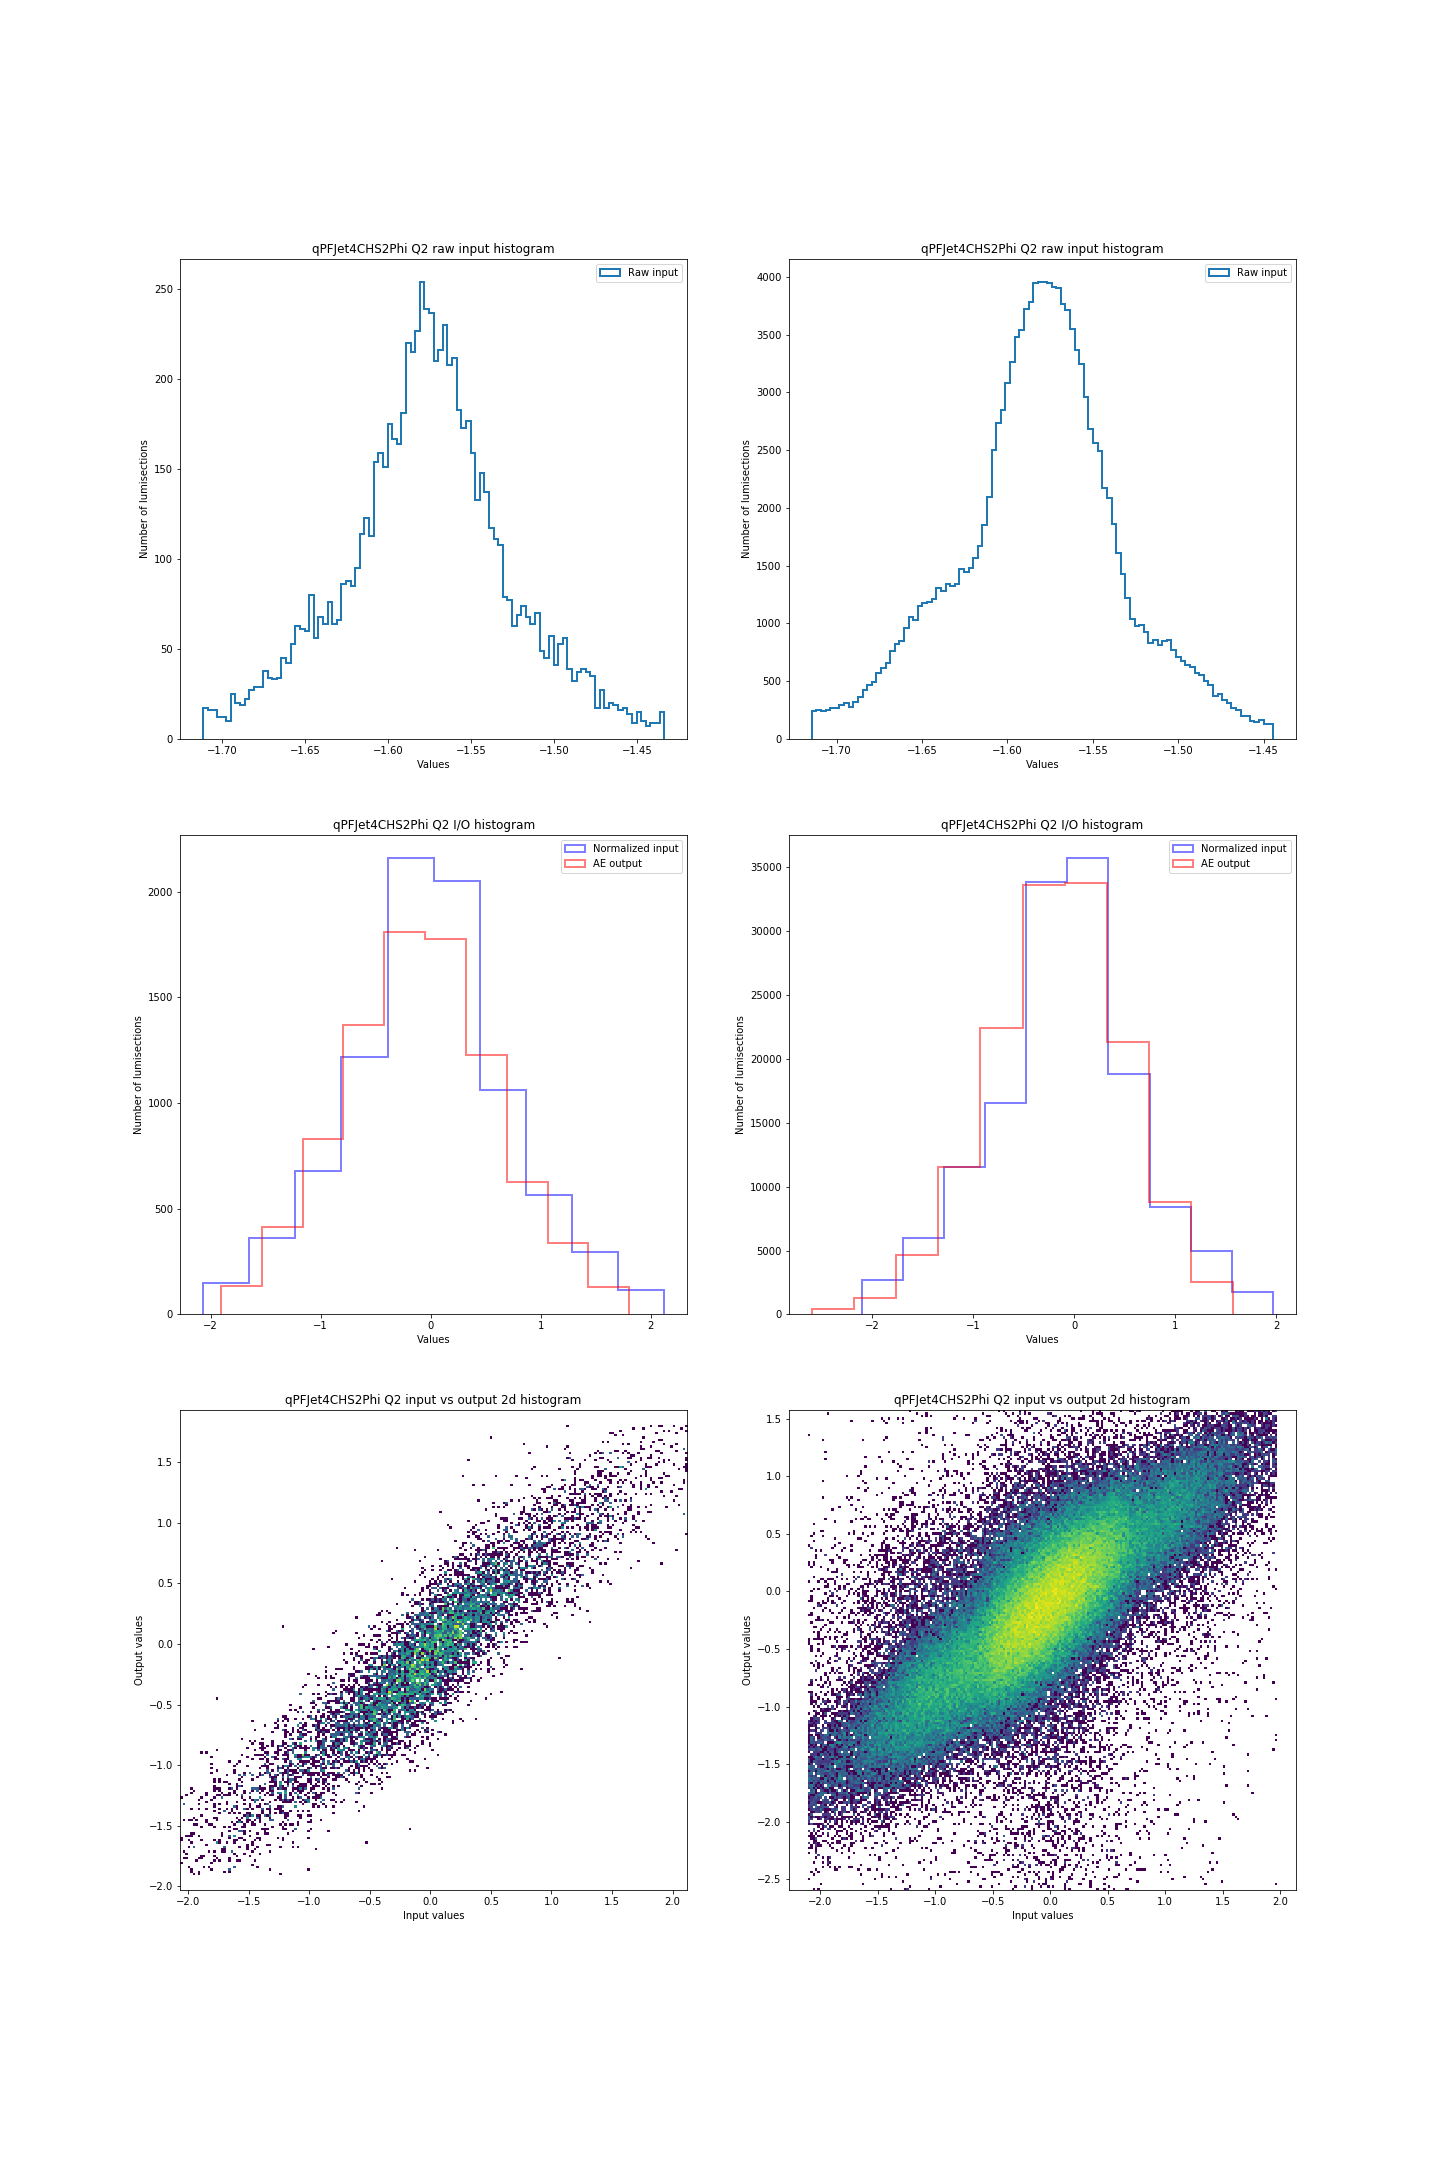 qPFJet4CHS2Phi Q2 raw input histogram
Raw input
250
200
150
100
50
0
Number of lumisections
−1.70 −1.65 −1.60 −1.55 −1.50 −1.45
Values
qPFJet4CHS2Phi Q2 raw input histogram
Raw input
4000
3500
3000
2500
2000
1500
1000
500
0
Number of lumisections
−1.70 −1.65 −1.60 −1.55 −1.50 −1.45
Values
qPFJet4CHS2Phi Q2 I/O histogram
Normalized input
AE output
2000
1500
1000
500
0
Number of lumisections
−2 −1 0 1 2
Values
qPFJet4CHS2Phi Q2 I/O histogram
Normalized input
AE output
35000
30000
25000
20000
15000
10000
5000
0
Number of lumisections
−2 −1 0 1 2
Values
qPFJet4CHS2Phi Q2 input vs output 2d histogram
1.5
1.0
0.5
0.0
−0.5
−1.0
−1.5
−2.0
Output values
−2.0 −1.5 −1.0 −0.5 0.0 0.5 1.0 1.5 2.0
Input values
qPFJet4CHS2Phi Q2 input vs output 2d histogram
1.5
1.0
0.5
0.0
−0.5
−1.0
−1.5
−2.0
−2.5
Output values
−2.0 −1.5 −1.0 −0.5 0.0 0.5 1.0 1.5 2.0
Input values